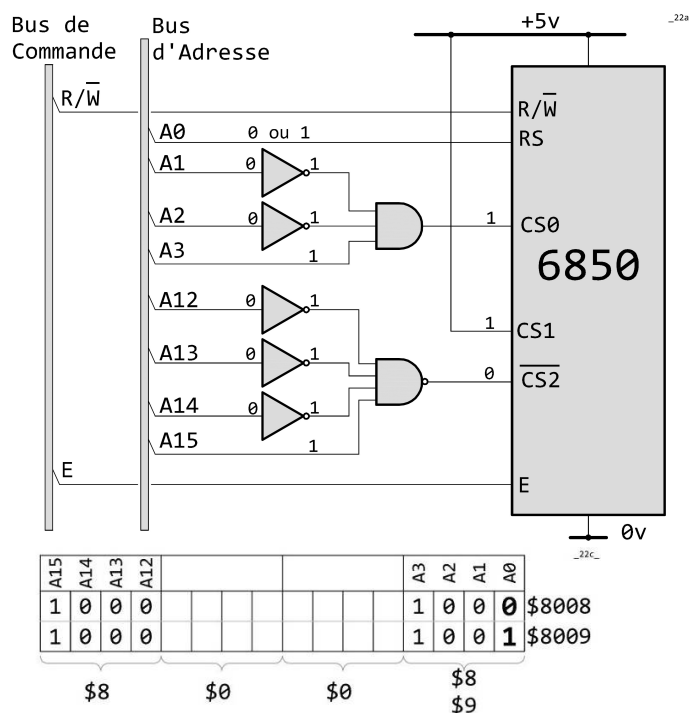 Bus de
Commande
Bus
d'Adresse
+5v
_22a
R/W̅
R/W̅
A0 0 ou 1
RS
A1 0 1
A2 0 1
1 CS0
A3 1
6850
A12 0 1
1 CS1
A13 0 1
0 C̅S̅2̅
A14 0 1
A15 1
E
E
0v
_22c_
A15 A14 A13 A12 A3 A2 A1 A0
1 0 0 0 1 0 0 0 $8008
1 0 0 0 1 0 0 1 $8009
$8 $0 $0 $8
$9